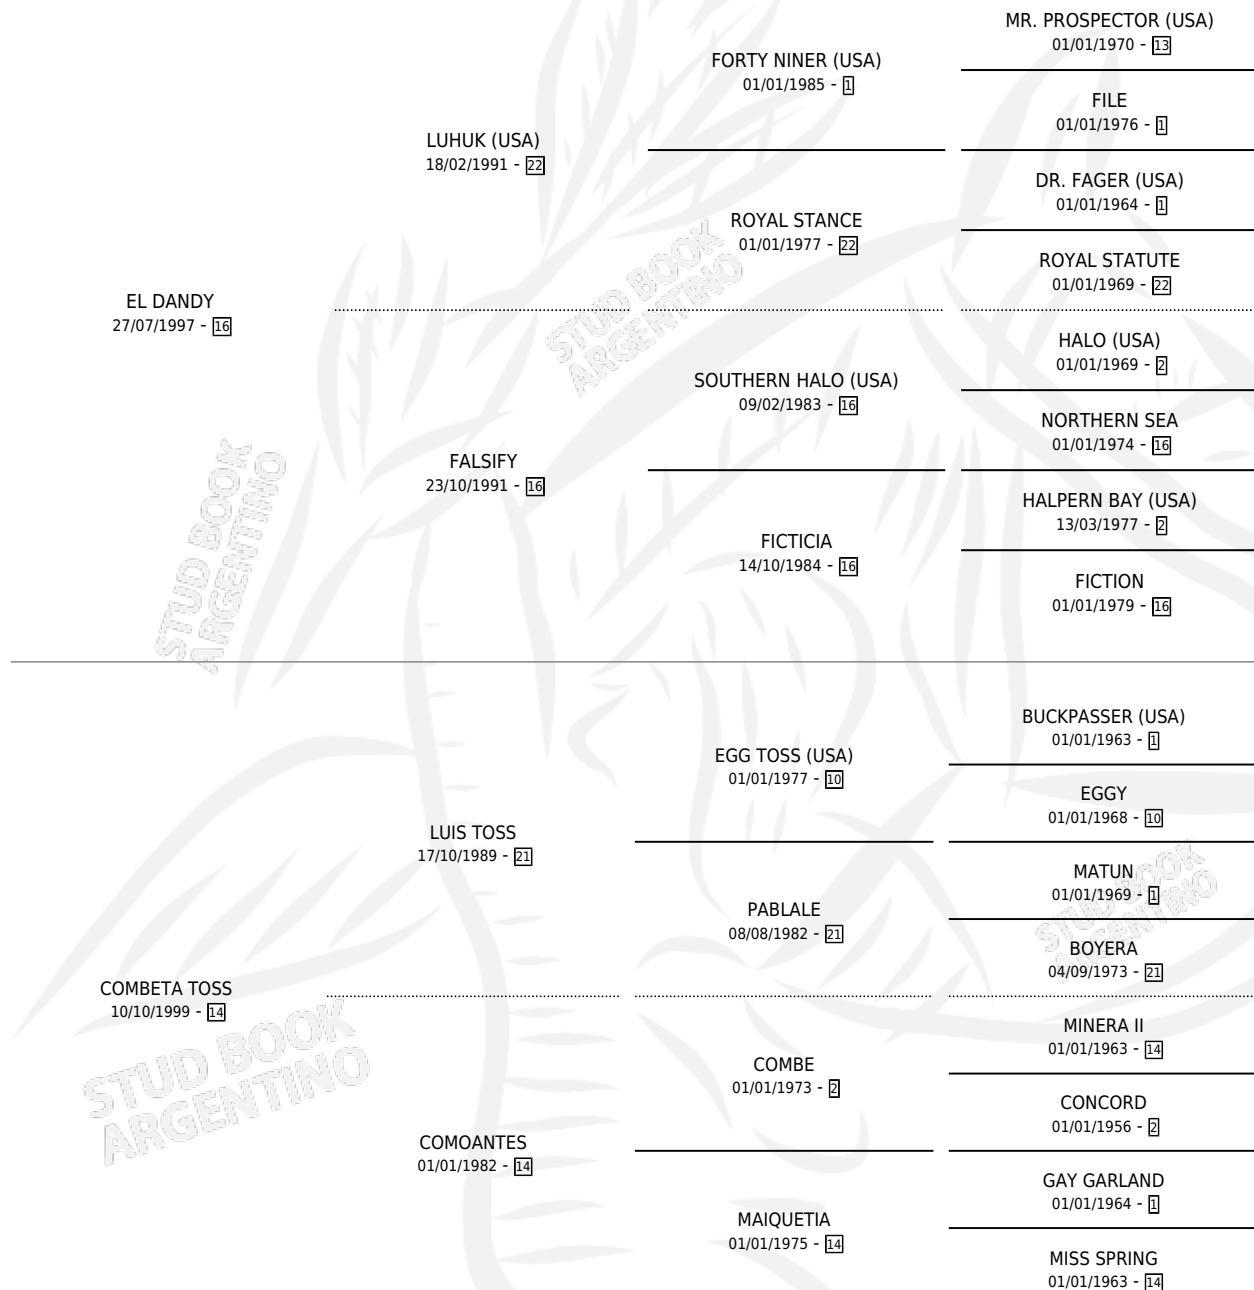 MR. PROSPECTOR (USA)
01/01/1970 - 13
FORTY NINER (USA)
01/01/1985 - 1
FILE
01/01/1976 - 1
LUHUK (USA)
18/02/1991 - 22
DR. FAGER (USA)
01/01/1964 - 1
ROYAL STANCE
01/01/1977 - 22
ROYAL STATUTE
01/01/1969 - 22
EL DANDY
27/07/1997 - 16
HALO (USA)
01/01/1969 - 2
SOUTHERN HALO (USA)
09/02/1983 - 16
NORTHERN SEA
01/01/1974 - 16
FALSIFY
23/10/1991 - 16
HALPERN BAY (USA)
13/03/1977 - 2
FICTICIA
14/10/1984 - 16
FICTION
01/01/1979 - 16
STUD BOOK
ARGENTINO
STUD BOOK
ARGENTINO
BUCKPASSER (USA)
01/01/1963 - 1
EGG TOSS (USA)
01/01/1977 - 10
EGGY
01/01/1968 - 10
LUIS TOSS
17/10/1989 - 21
MATUN
01/01/1969 - 1
PABLALE
08/08/1982 - 21
BOYERA
04/09/1973 - 21
COMBETA TOSS
10/10/1999 - 14
MINERA II
01/01/1963 - 14
COMBE
01/01/1973 - 2
CONCORD
01/01/1956 - 2
COMOANTES
01/01/1982 - 14
GAY GARLAND
01/01/1964 - 1
MAIQUETIA
01/01/1975 - 14
MISS SPRING
01/01/1963 - 14
STUD BOOK
ARGENTINO
STUD BOOK
ARGENTINO